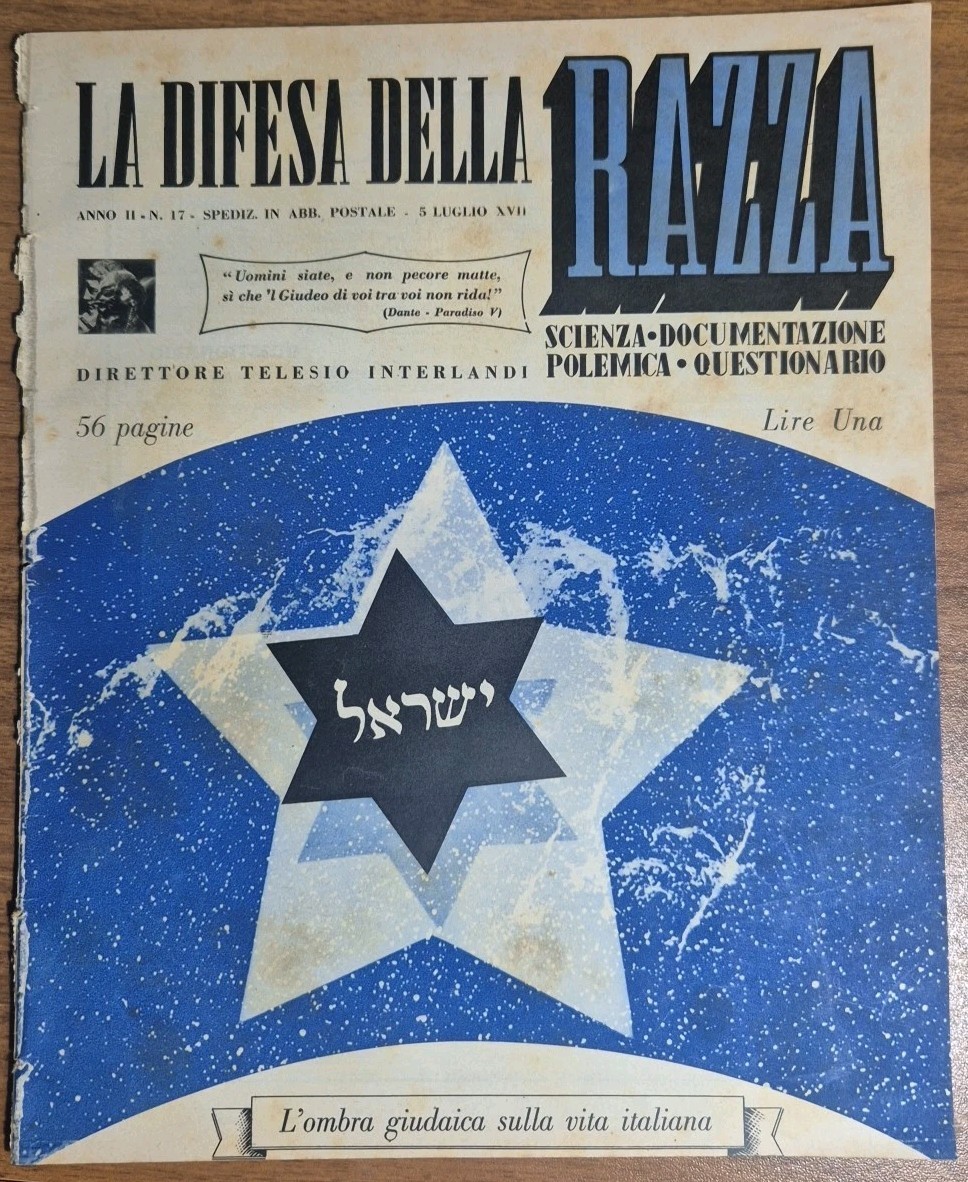 LA DIFESA DELLA
RAZZA
ANNO II - N. 17 - SPEDIZ. IN ABB. POSTALE - 5 LUGLIO XVII
“Uomini siate, e non pecore matte,
sì che 'l Giudeo di voi tra voi non rida!”
(Dante - Paradiso V)
SCIENZA•DOCUMENTAZIONE
POLEMICA•QUESTIONARIO
DIRETTORE TELESIO INTERLANDI
56 pagine
Lire Una
ישראל
L'ombra giudaica sulla vita italiana